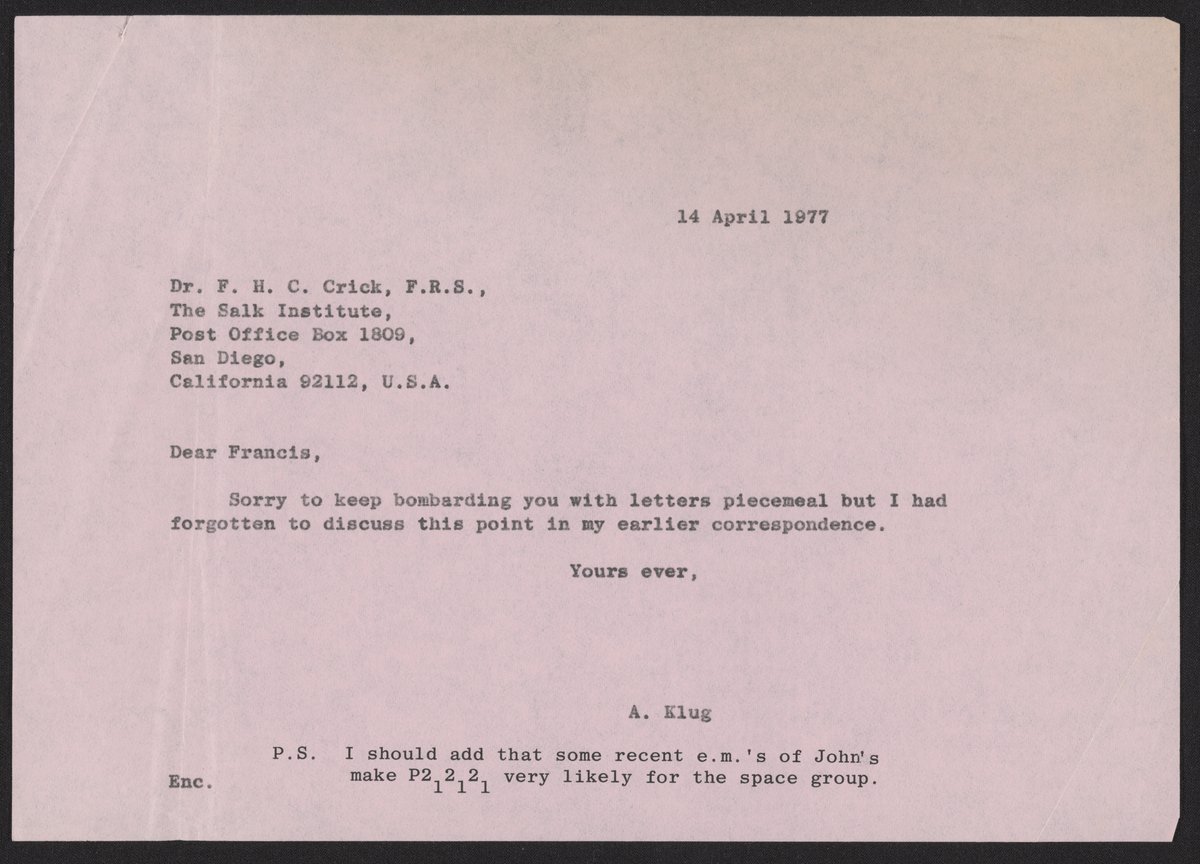 14 April 1977
Dr. F. H. C. Crick, F.R.S.,
The Salk Institute,
Post Office Box 1809,
San Diego,
California 92112, U.S.A.
Dear Francis,
Sorry to keep bombarding you with letters piecemeal but I had
forgotten to discuss this point in my earlier correspondence.
Yours ever,
A. Klug
P.S. I should add that some recent e.m.'s of John's
make P2₁2₁2₁ very likely for the space group.
Enc.